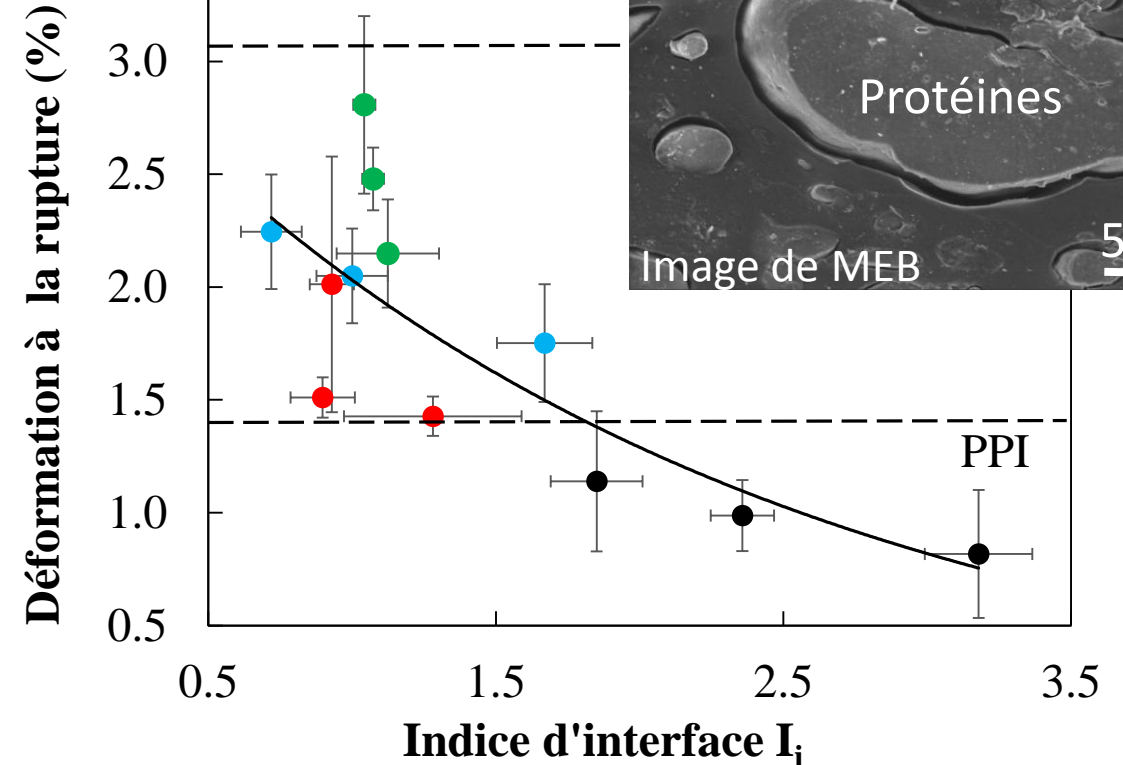 Déformation à la rupture (%)
3.0
2.5
2.0
1.5
1.0
0.5
Protéines
Image de MEB
5
PPI
0.5 1.5 2.5 3.5
Indice d'interface Ii